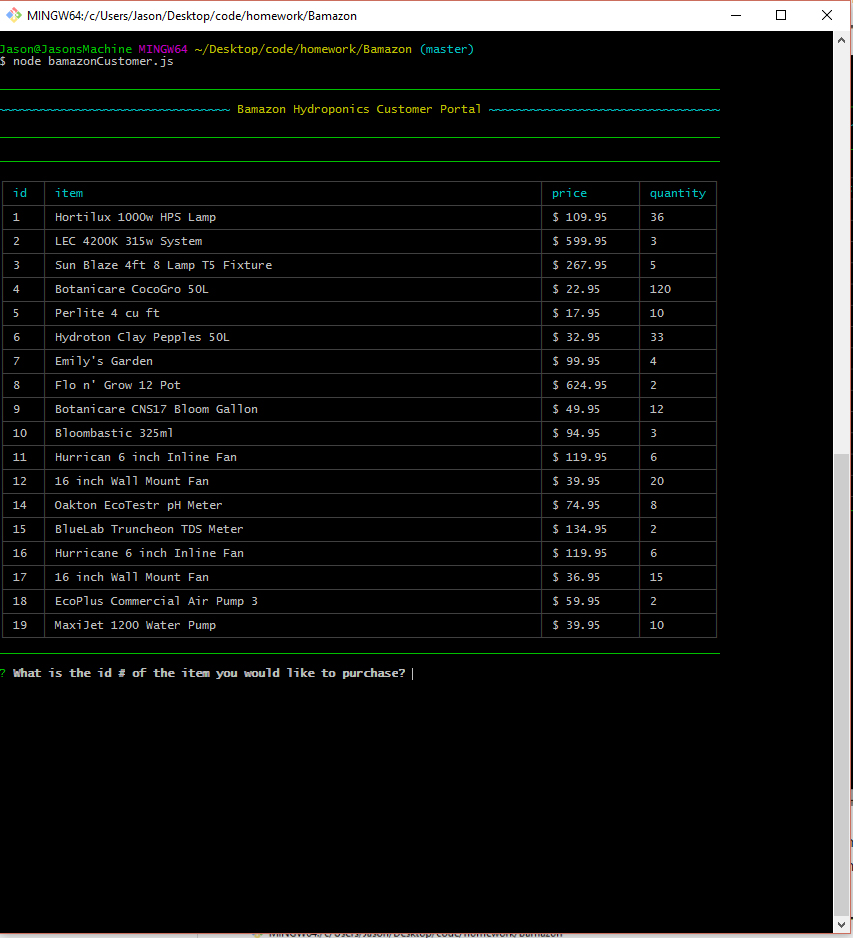 MINGW64:/c/Users/Jason/Desktop/code/homework/Bamazon
Jason@JasonsMachine MINGW64 ~/Desktop/code/homework/Bamazon (master)
$ node bamazonCustomer.js
~~~~~~~~~~~~~~~~~~~~~~~~~~~~~~~~~ Bamazon Hydroponics Customer Portal ~~~~~~~~~~~~~~~~~~~~~~~~~~~~~~~~~
id item price quantity
1 Hortilux 1000w HPS Lamp $ 109.95 36
2 LEC 4200K 315w System $ 599.95 3
3 Sun Blaze 4ft 8 Lamp T5 Fixture $ 267.95 5
4 Botanicare CocoGro 50L $ 22.95 120
5 Perlite 4 cu ft $ 17.95 10
6 Hydroton Clay Pepples 50L $ 32.95 33
7 Emily's Garden $ 99.95 4
8 Flo n' Grow 12 Pot $ 624.95 2
9 Botanicare CNS17 Bloom Gallon $ 49.95 12
10 Bloombastic 325ml $ 94.95 3
11 Hurrican 6 inch Inline Fan $ 119.95 6
12 16 inch Wall Mount Fan $ 39.95 20
14 Oakton EcoTestr pH Meter $ 74.95 8
15 BlueLab Truncheon TDS Meter $ 134.95 2
16 Hurricane 6 inch Inline Fan $ 119.95 6
17 16 inch Wall Mount Fan $ 36.95 15
18 EcoPlus Commercial Air Pump 3 $ 59.95 2
19 MaxiJet 1200 Water Pump $ 39.95 10
? What is the id # of the item you would like to purchase?
MINGW64:/c/Users/Jason/Desktop/code/homework/Bamazon